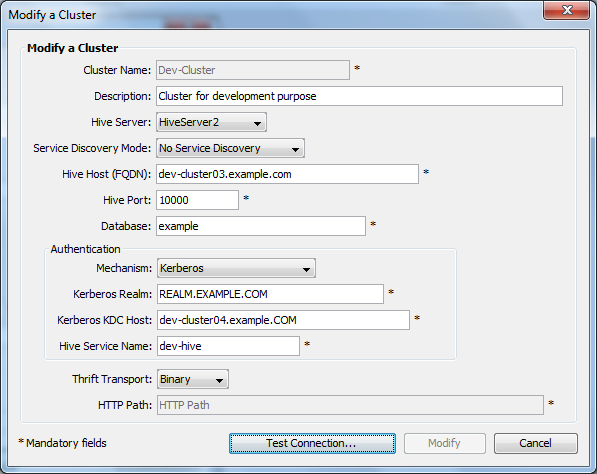 Modify a Cluster
Modify a Cluster
Cluster Name: Dev-Cluster *
Description: Cluster for development purpose
Hive Server: HiveServer2
Service Discovery Mode: No Service Discovery
Hive Host (FQDN): dev-cluster03.example.com *
Hive Port: 10000 *
Database: example *
Authentication
Mechanism: Kerberos
Kerberos Realm: REALM.EXAMPLE.COM *
Kerberos KDC Host: dev-cluster04.example.COM *
Hive Service Name: dev-hive *
Thrift Transport: Binary
HTTP Path: HTTP Path *
* Mandatory fields Test Connection... Modify Cancel